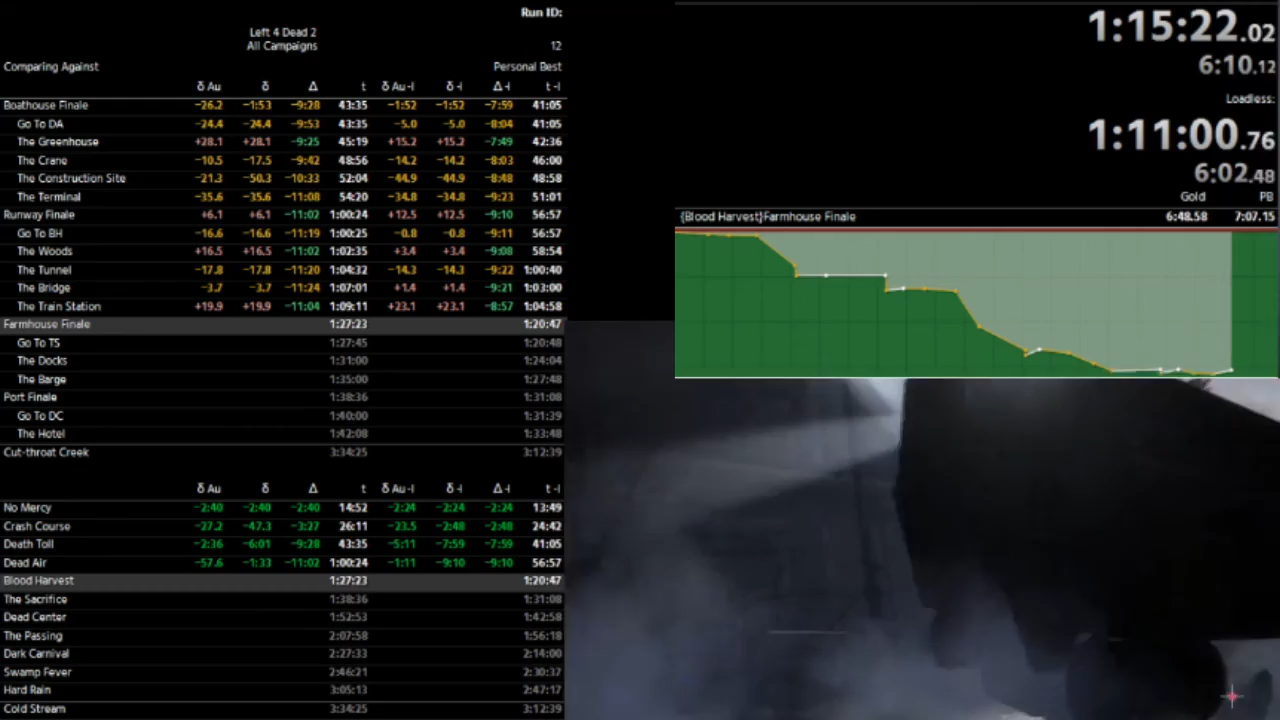 Run ID:
Left 4 Dead 2
All Campaigns
12
Comparing Against Personal Best
δ Au δ Δ t δ Au -l δ -l Δ -l t -l
Boathouse Finale −26.2 −1:53 −9:28 43:35 −1:52 −1:52 −7:59 41:05
Go To DA −24.4 −24.4 −9:53 43:35 −5.0 −5.0 −8:04 41:05
The Greenhouse +28.1 +28.1 −9:25 45:19 +15.2 +15.2 −7:49 42:36
The Crane −10.5 −17.5 −9:42 48:56 −14.2 −14.2 −8:03 46:00
The Construction Site −21.3 −50.3 −10:33 52:04 −44.9 −44.9 −8:48 48:58
The Terminal −35.6 −35.6 −11:08 54:20 −34.8 −34.8 −9:23 51:01
Runway Finale +6.1 +6.1 −11:02 1:00:24 +12.5 +12.5 −9:10 56:57
Go To BH −16.6 −16.6 −11:19 1:00:25 −0.8 −0.8 −9:11 56:57
The Woods +16.5 +16.5 −11:02 1:02:35 +3.4 +3.4 −9:08 58:54
The Tunnel −17.8 −17.8 −11:20 1:04:32 −14.3 −14.3 −9:22 1:00:40
The Bridge −3.7 −3.7 −11:24 1:07:01 +1.4 +1.4 −9:21 1:03:00
The Train Station +19.9 +19.9 −11:04 1:09:11 +23.1 +23.1 −8:57 1:04:58
Farmhouse Finale 1:27:23 1:20:47
Go To TS 1:27:45 1:20:48
The Docks 1:31:00 1:24:04
The Barge 1:35:00 1:27:48
Port Finale 1:38:36 1:31:08
Go To DC 1:40:00 1:31:39
The Hotel 1:42:08 1:33:48
Cut-throat Creek 3:34:25 3:12:39
δ Au δ Δ t δ Au -l δ -l Δ -l t -l
No Mercy −2:40 −2:40 −2:40 14:52 −2:24 −2:24 −2:24 13:49
Crash Course −27.2 −47.3 −3:27 26:11 −23.5 −2:48 −2:48 24:42
Death Toll −2:36 −6:01 −9:28 43:35 −5:11 −7:59 −7:59 41:05
Dead Air −57.6 −1:33 −11:02 1:00:24 −1:11 −9:10 −9:10 56:57
Blood Harvest 1:27:23 1:20:47
The Sacrifice 1:38:36 1:31:08
Dead Center 1:52:53 1:42:58
The Passing 2:07:58 1:56:18
Dark Carnival 2:27:33 2:14:00
Swamp Fever 2:46:21 2:30:37
Hard Rain 3:05:13 2:47:17
Cold Stream 3:34:25 3:12:39
1:15:22.02
6:10.12
Loadless:
1:11:00.76
6:02.48
Gold PB
{Blood Harvest}Farmhouse Finale 6:48.58 7:07.15